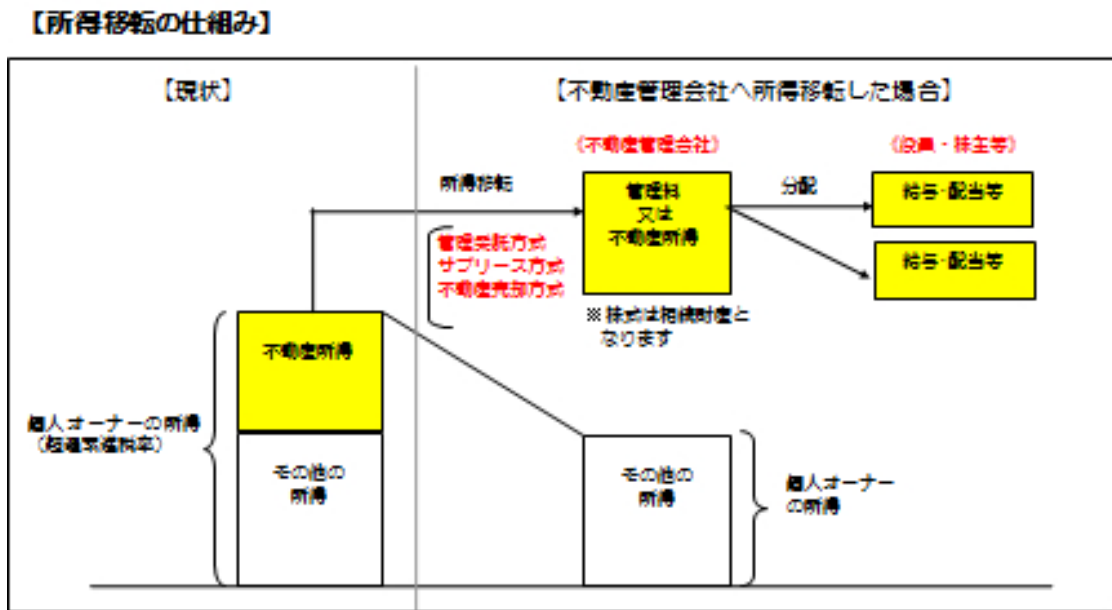 【所得移転の仕組み】
【現状】
【不動産管理会社へ所得移転した場合】
《不動産管理会社》
《役員・株主等》
所得移転
管理料
又は
不動産所得
分配
給与・配当等
給与・配当等
管理委託方式
サブリース方式
不動産売却方式
※株式は相続財産と
なります
不動産所得
個人オーナーの所得
(超過累進税率)
その他の
所得
その他の
所得
個人オーナー
の所得